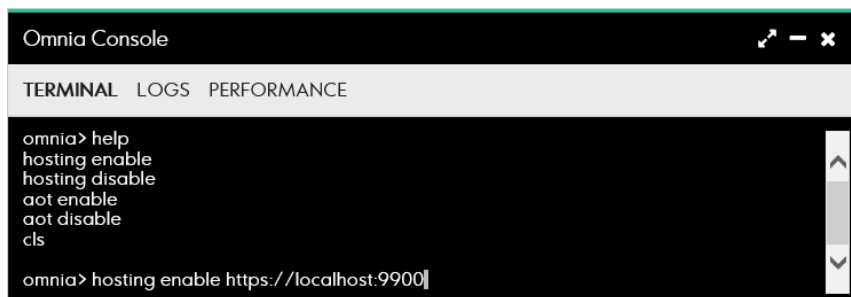 Omnia Console
TERMINAL LOGS PERFORMANCE
omnia> help
hosting enable
hosting disable
aot enable
aot disable
cls
omnia> hosting enable https://localhost:9900